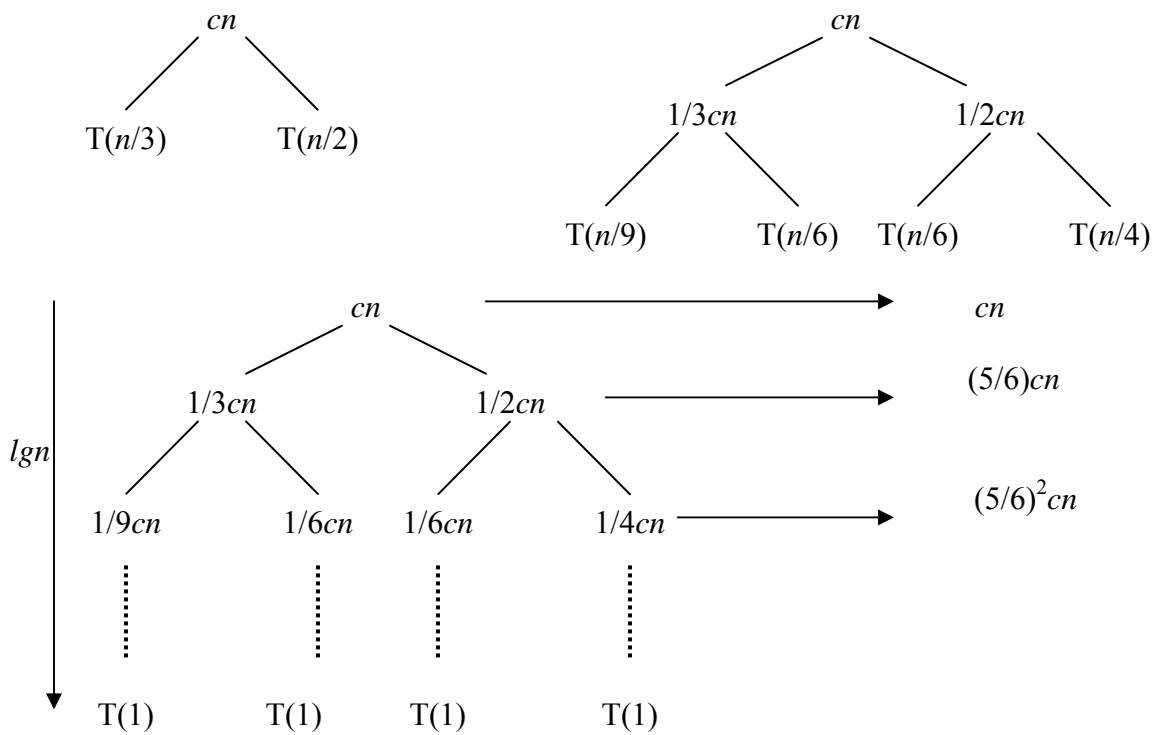 cn
T(n/3) T(n/2)
cn
1/3cn 1/2cn
T(n/9) T(n/6) T(n/6) T(n/4)
cn cn
1/3cn 1/2cn (5/6)cn
lgn
1/9cn 1/6cn 1/6cn 1/4cn (5/6)²cn
T(1) T(1) T(1) T(1)